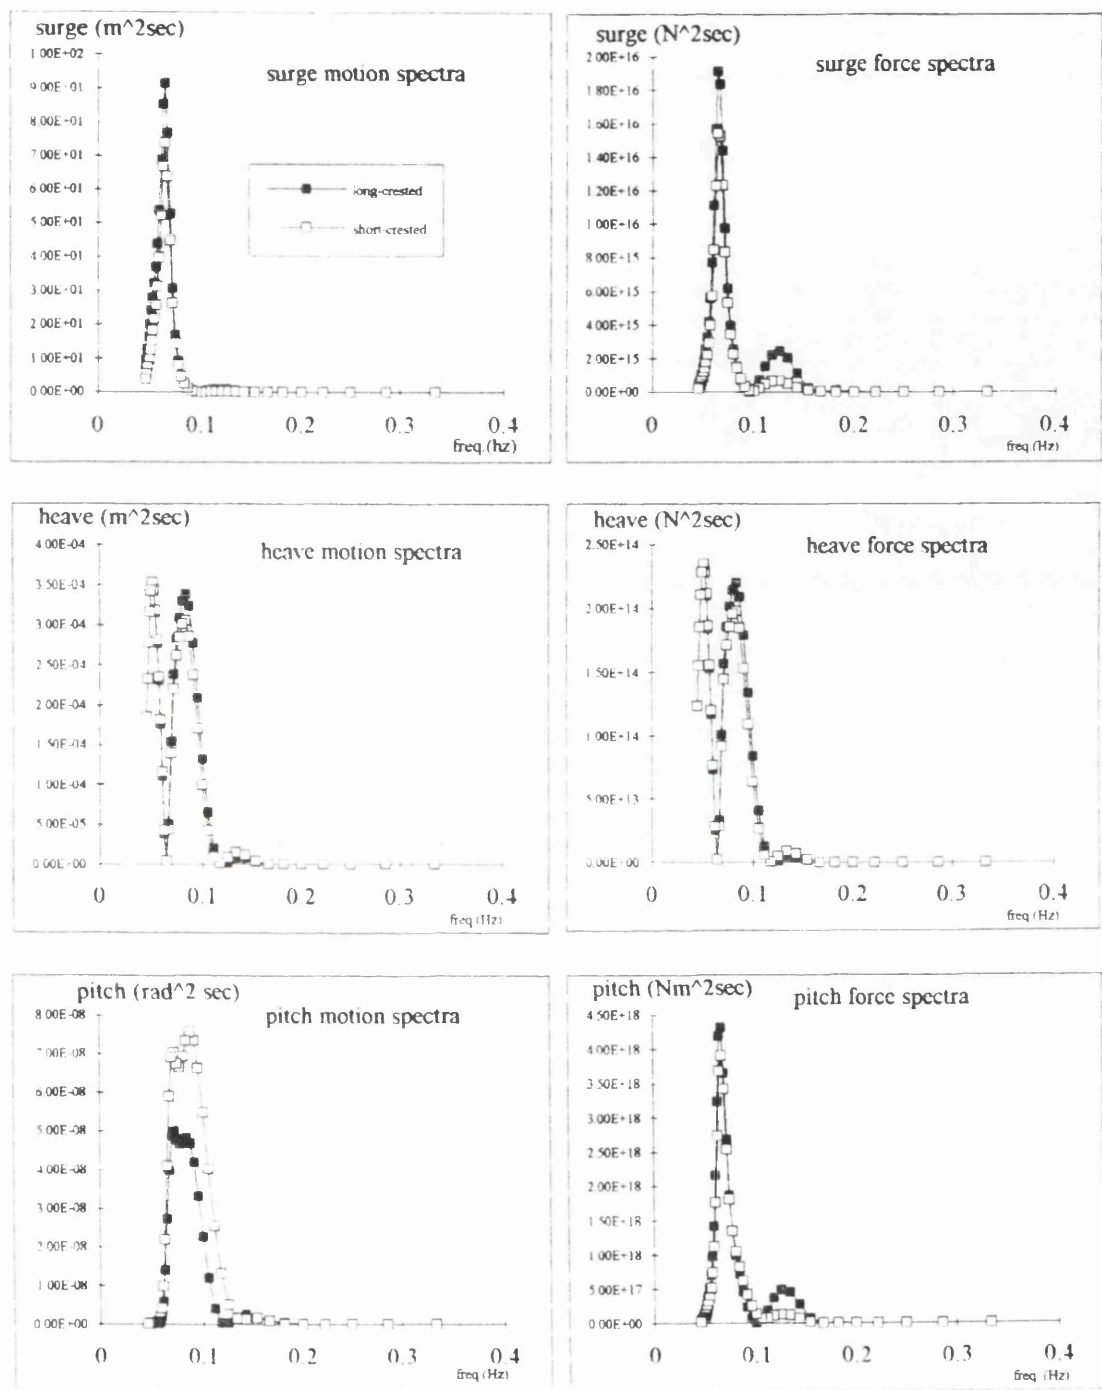 surge (m^2sec)
surge motion spectra
1.00E+02
9.00E+01
8.00E+01
7.00E+01
6.00E+01
5.00E+01
4.00E+01
3.00E+01
2.00E+01
1.00E+01
0.00E+00
long-crested
short-crested
0 0.1 0.2 0.3 0.4
freq.(hz)
surge (N^2sec)
surge force spectra
2.00E+16
1.80E+16
1.60E+16
1.40E+16
1.20E+16
1.00E+16
8.00E+15
6.00E+15
4.00E+15
2.00E+15
0.00E+00
0 0.1 0.2 0.3 0.4
freq.(Hz)
heave (m^2sec)
heave motion spectra
4.00E-04
3.50E-04
3.00E-04
2.50E-04
2.00E-04
1.50E-04
1.00E-04
5.00E-05
0.00E+00
0 0.1 0.2 0.3 0.4
freq.(Hz)
heave (N^2sec)
heave force spectra
2.50E+14
2.00E+14
1.50E+14
1.00E+14
5.00E+13
0.00E+00
0 0.1 0.2 0.3 0.4
freq.(Hz)
pitch (rad^2 sec)
pitch motion spectra
8.00E-08
7.00E-08
6.00E-08
5.00E-08
4.00E-08
3.00E-08
2.00E-08
1.00E-08
0.00E+00
0 0.1 0.2 0.3 0.4
freq.(Hz)
pitch (Nm^2sec)
pitch force spectra
4.50E+18
4.00E+18
3.50E+18
3.00E+18
2.50E+18
2.00E+18
1.50E+18
1.00E+18
5.00E+17
0.00E+00
0 0.1 0.2 0.3 0.4
freq.(Hz)